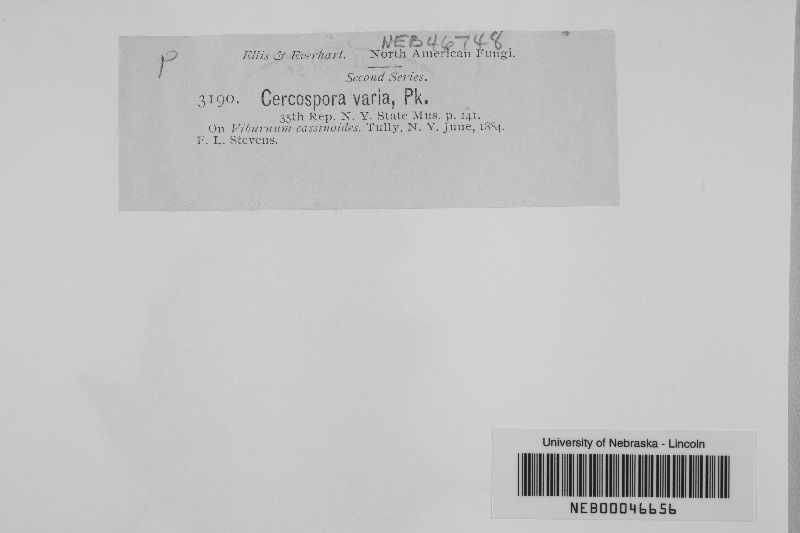 NEB46748
P
Ellis & Everhart. North American Fungi.
Second Series.
3190. Cercospora varia, Pk.
35th Rep. N. Y. State Mus. p. 141.
On Viburnum cassinoides. Tully, N. Y. June, 1884.
F. L. Stevens.
University of Nebraska - Lincoln
NEB00046656